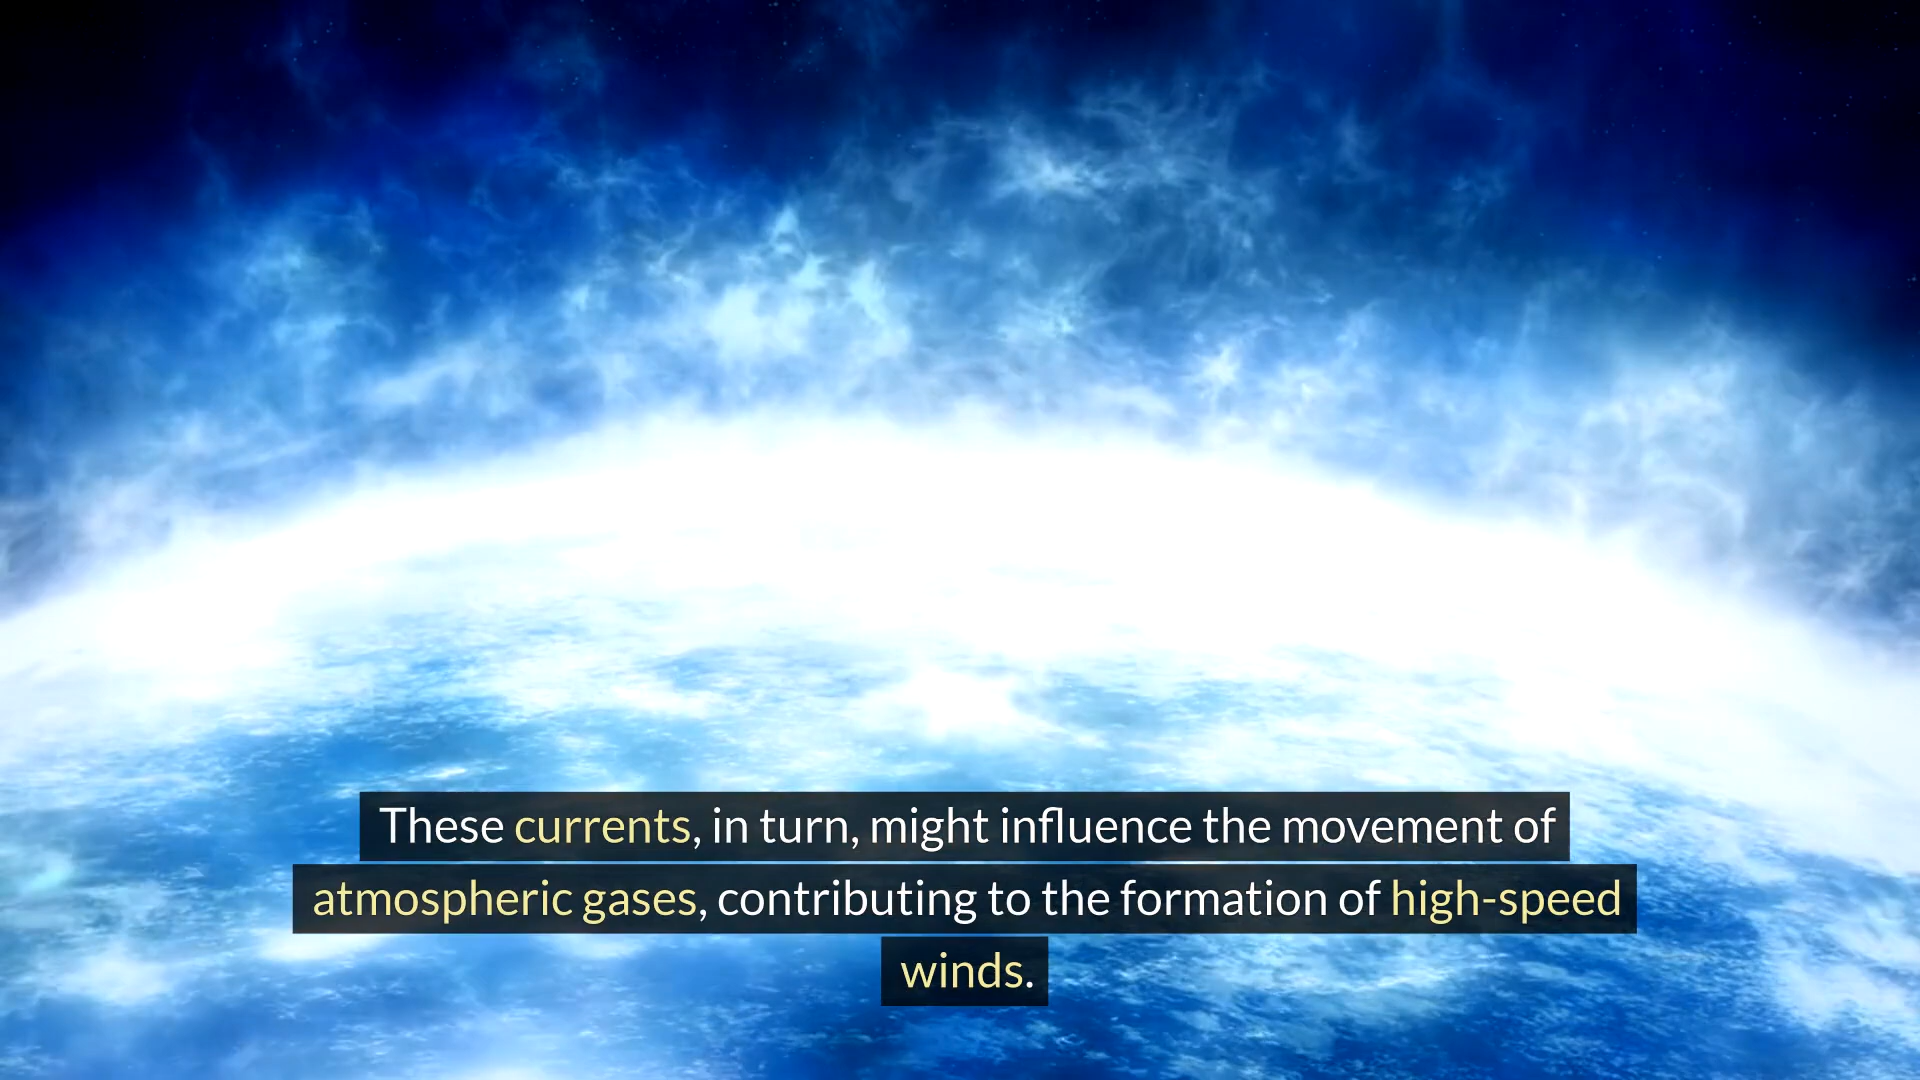 These currents, in turn, might influence the movement of
atmospheric gases, contributing to the formation of high-speed
winds.